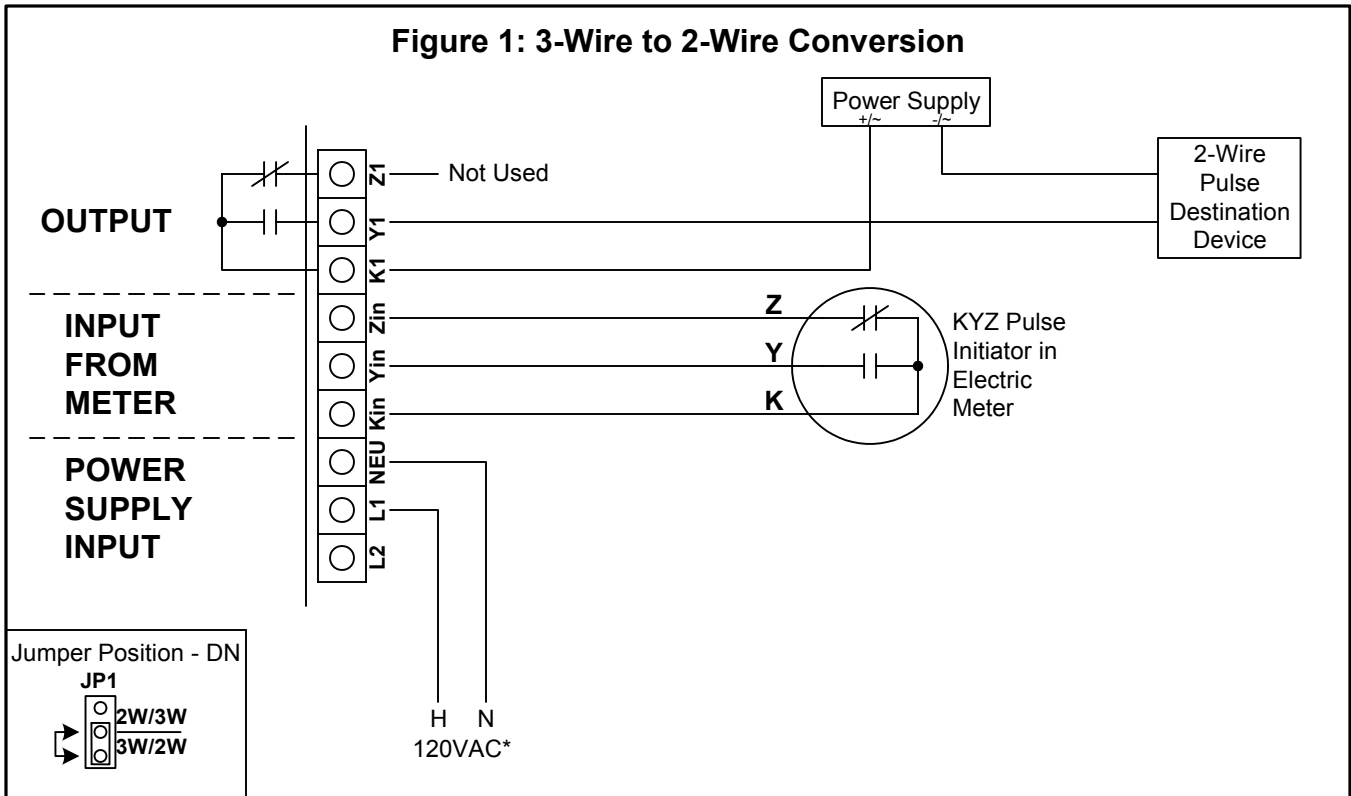 Figure 1: 3-Wire to 2-Wire Conversion
Power Supply
+/~ -/~
2-Wire
Pulse
Destination
Device
OUTPUT
Z1
Not Used
Y1
K1
INPUT
FROM
METER
Zin
Z
Yin
Y
Kin
K
KYZ Pulse
Initiator in
Electric
Meter
POWER
SUPPLY
INPUT
NEU
L1
L2
H N
120VAC*
Jumper Position - DN
JP1
2W/3W
3W/2W